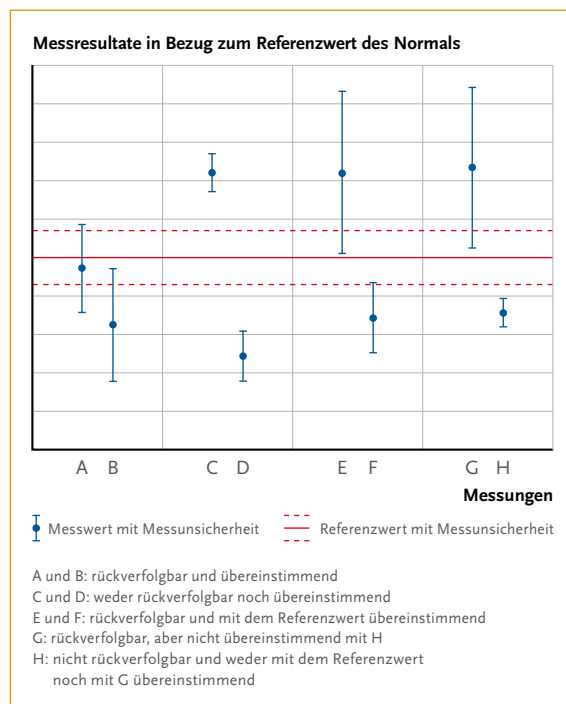 Messresultate in Bezug zum Referenzwert des Normals
A B C D E F G H
Messungen
Messwert mit Messunsicherheit Referenzwert mit Messunsicherheit
A und B: rückverfolgbar und übereinstimmend
C und D: weder rückverfolgbar noch übereinstimmend
E und F: rückverfolgbar und mit dem Referenzwert übereinstimmend
G: rückverfolgbar, aber nicht übereinstimmend mit H
H: nicht rückverfolgbar und weder mit dem Referenzwert
noch mit G übereinstimmend